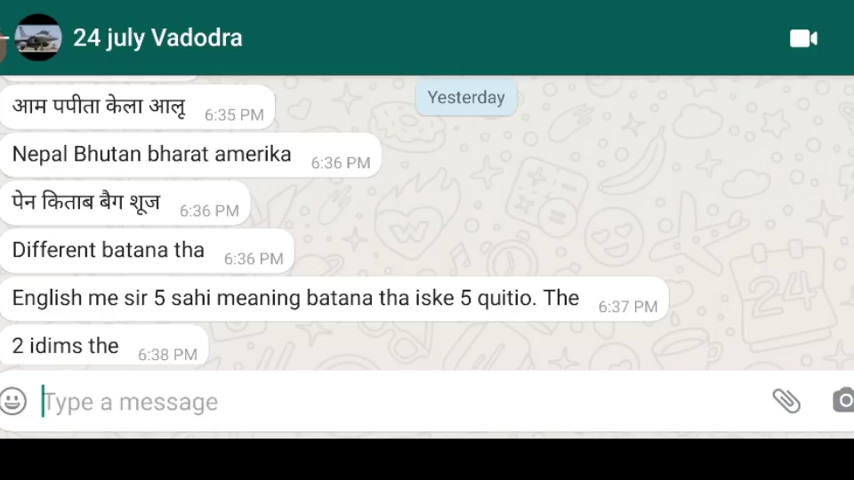 24 july Vadodra
Yesterday
आम पपीता केला आलू 6:35 PM
Nepal Bhutan bharat amerika 6:36 PM
पेन किताब बैग शूज 6:36 PM
Different batana tha 6:36 PM
English me sir 5 sahi meaning batana tha iske 5 quitio. The 6:37 PM
2 idims the 6:38 PM
Type a message